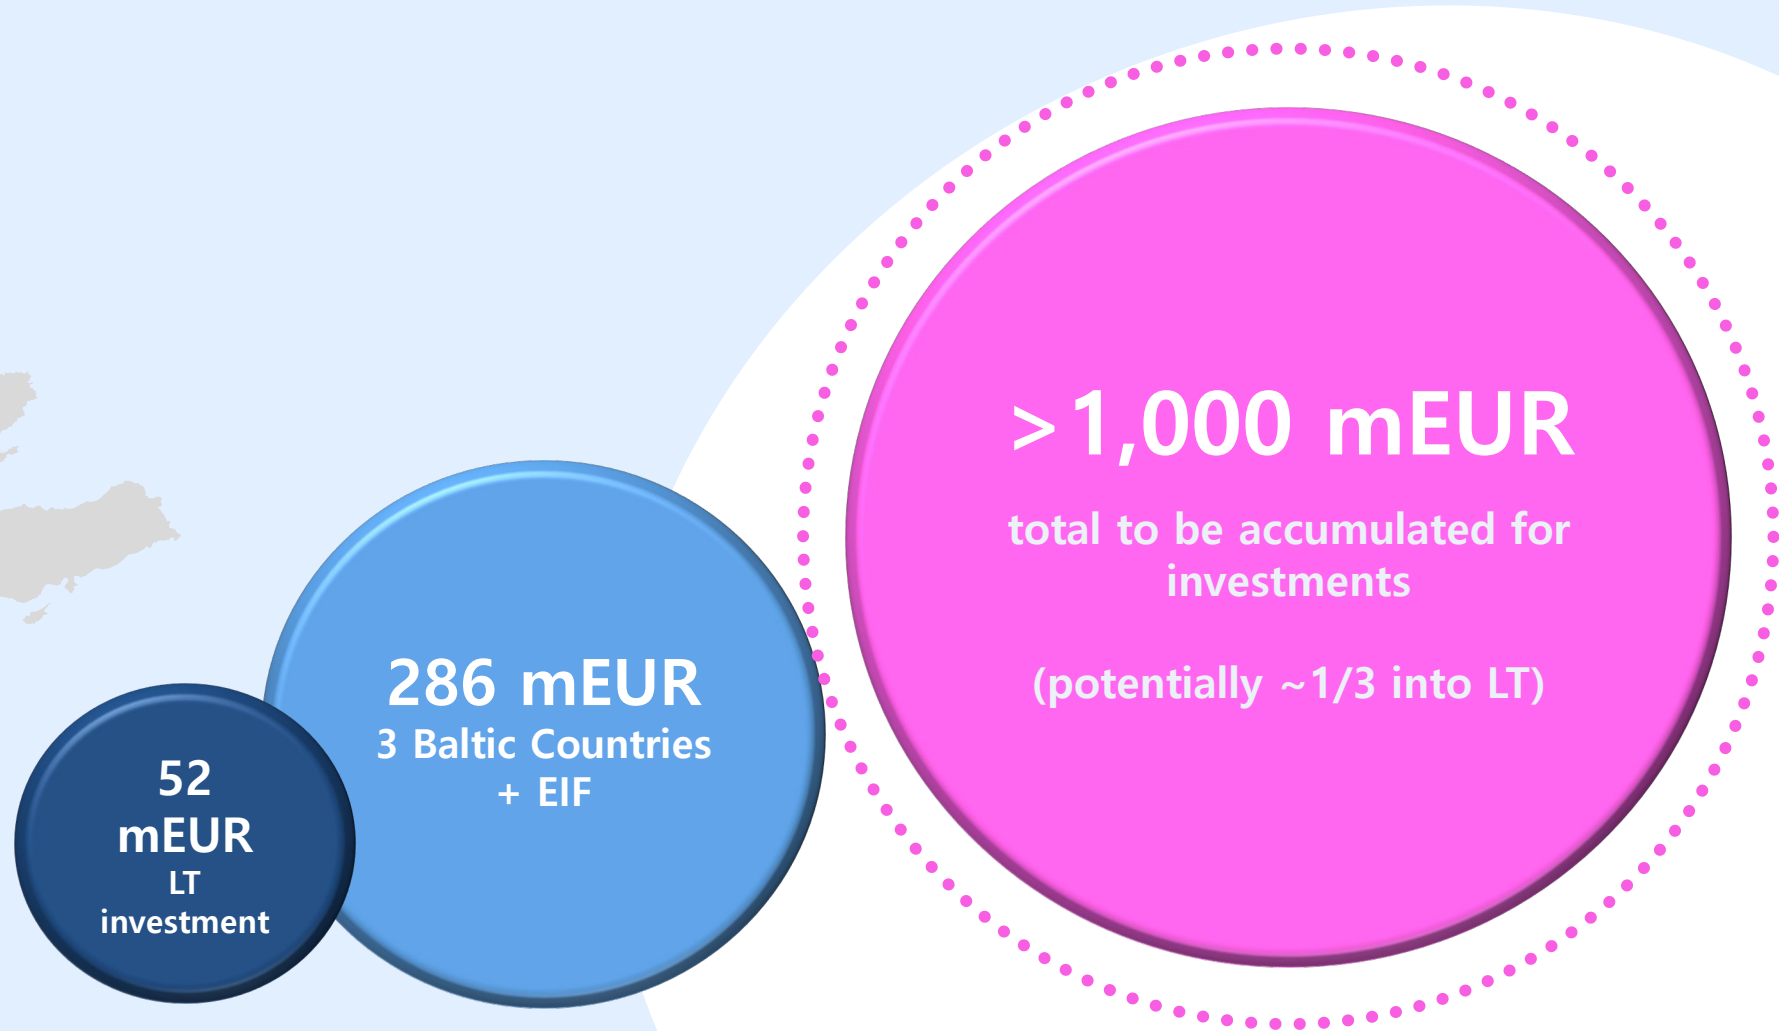 52
mEUR
LT
investment
286 mEUR
3 Baltic Countries
+ EIF
>1,000 mEUR
total to be accumulated for
investments
(potentially ~1/3 into LT)